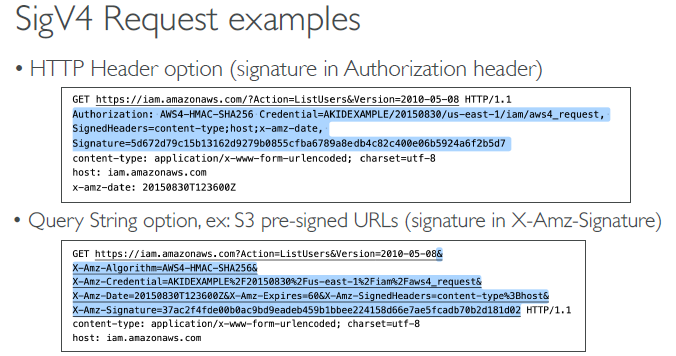 SigV4 Request examples
• HTTP Header option (signature in Authorization header)
GET https://iam.amazonaws.com/?Action=ListUsers&Version=2010-05-08 HTTP/1.1
Authorization: AWS4-HMAC-SHA256 Credential=AKIDEXAMPLE/20150830/us-east-1/iam/aws4_request,
SignedHeaders=content-type;host;x-amz-date,
Signature=5d672d79c15b13162d9279b0855cfba6789a8edb4c82c400e06b5924a6f2b5d7
content-type: application/x-www-form-urlencoded; charset=utf-8
host: iam.amazonaws.com
x-amz-date: 20150830T123600Z
• Query String option, ex: S3 pre-signed URLs (signature in X-Amz-Signature)
GET https://iam.amazonaws.com?Action=ListUsers&Version=2010-05-08&
X-Amz-Algorithm=AWS4-HMAC-SHA256&
X-Amz-Credential=AKIDEXAMPLE%2F20150830%2Fus-east-1%2Fiam%2Faws4_request&
X-Amz-Date=20150830T123600Z&X-Amz-Expires=60&X-Amz-SignedHeaders=content-type%3Bhost&
X-Amz-Signature=37ac2f4fde00b0ac9bd9eadeb459b1bbee224158d66e7ae5fcadb70b2d181d02 HTTP/1.1
content-type: application/x-www-form-urlencoded; charset=utf-8
host: iam.amazonaws.com